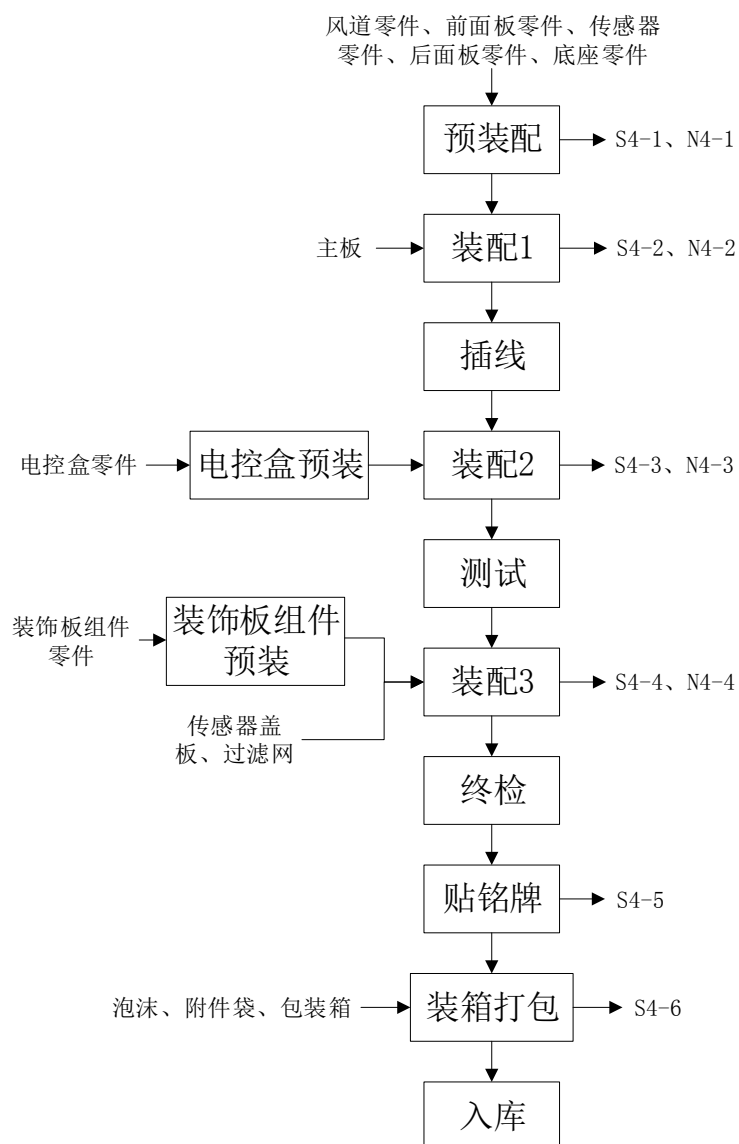 风道零件、前面板零件、传感器
零件、后面板零件、底座零件
预装配
S4-1、N4-1
主板
装配1
S4-2、N4-2
插线
电控盒零件
电控盒预装
装配2
S4-3、N4-3
测试
装饰板组件
零件
装饰板组件
预装
装配3
S4-4、N4-4
传感器盖
板、过滤网
终检
贴铭牌
S4-5
泡沫、附件袋、包装箱
装箱打包
S4-6
入库